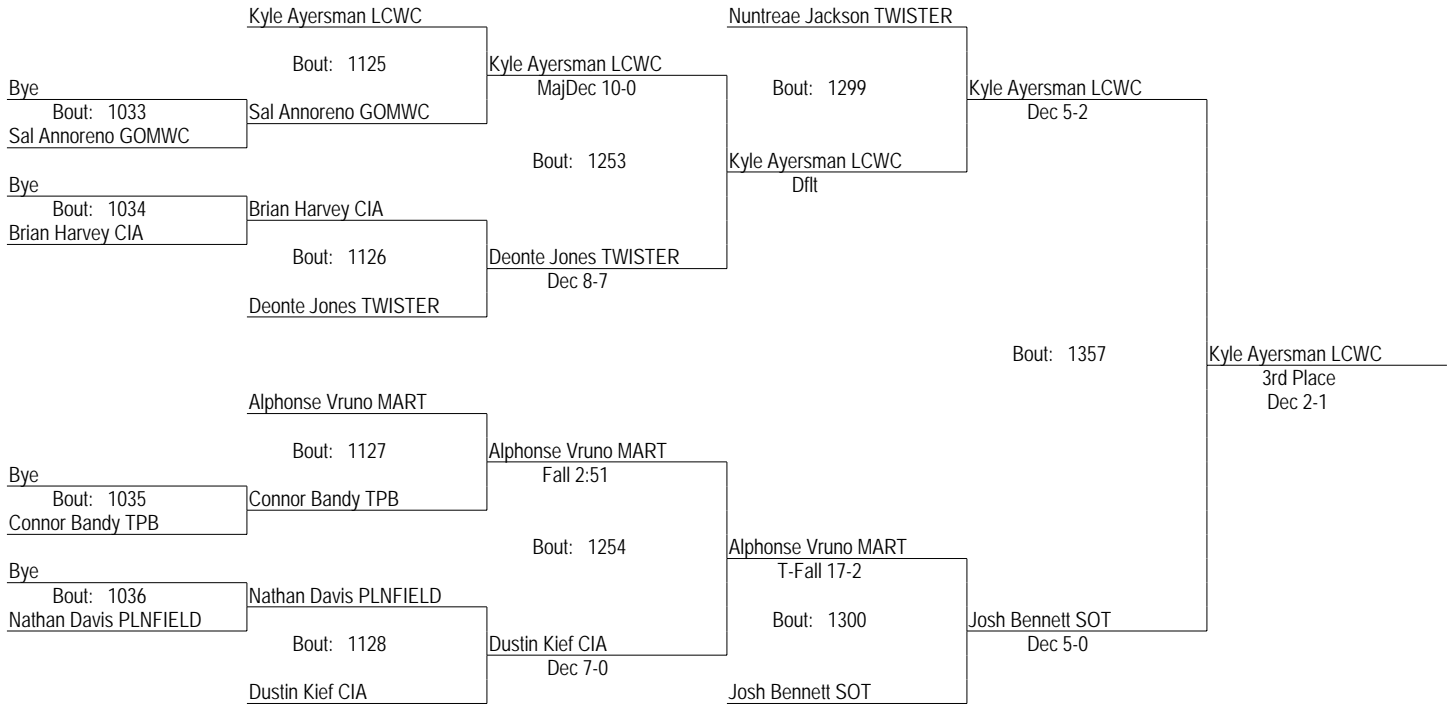 Kyle Ayersman LCWC
Nuntreae Jackson TWISTER
Bout: 1125
Kyle Ayersman LCWC
MajDec 10-0
Bye
Bout: 1033
Sal Annoreno GOMWC
Sal Annoreno GOMWC
Bout: 1299
Kyle Ayersman LCWC
Dec 5-2
Bout: 1253
Kyle Ayersman LCWC
Dflt
Bye
Bout: 1034
Brian Harvey CIA
Brian Harvey CIA
Bout: 1126
Deonte Jones TWISTER
Dec 8-7
Deonte Jones TWISTER
Bout: 1357
Kyle Ayersman LCWC
3rd Place
Dec 2-1
Alphonse Vruno MART
Bout: 1127
Alphonse Vruno MART
Fall 2:51
Bye
Bout: 1035
Connor Bandy TPB
Connor Bandy TPB
Bout: 1254
Alphonse Vruno MART
T-Fall 17-2
Bye
Bout: 1036
Nathan Davis PLNFIELD
Nathan Davis PLNFIELD
Bout: 1300
Josh Bennett SOT
Dec 5-0
Bout: 1128
Dustin Kief CIA
Dec 7-0
Dustin Kief CIA
Josh Bennett SOT